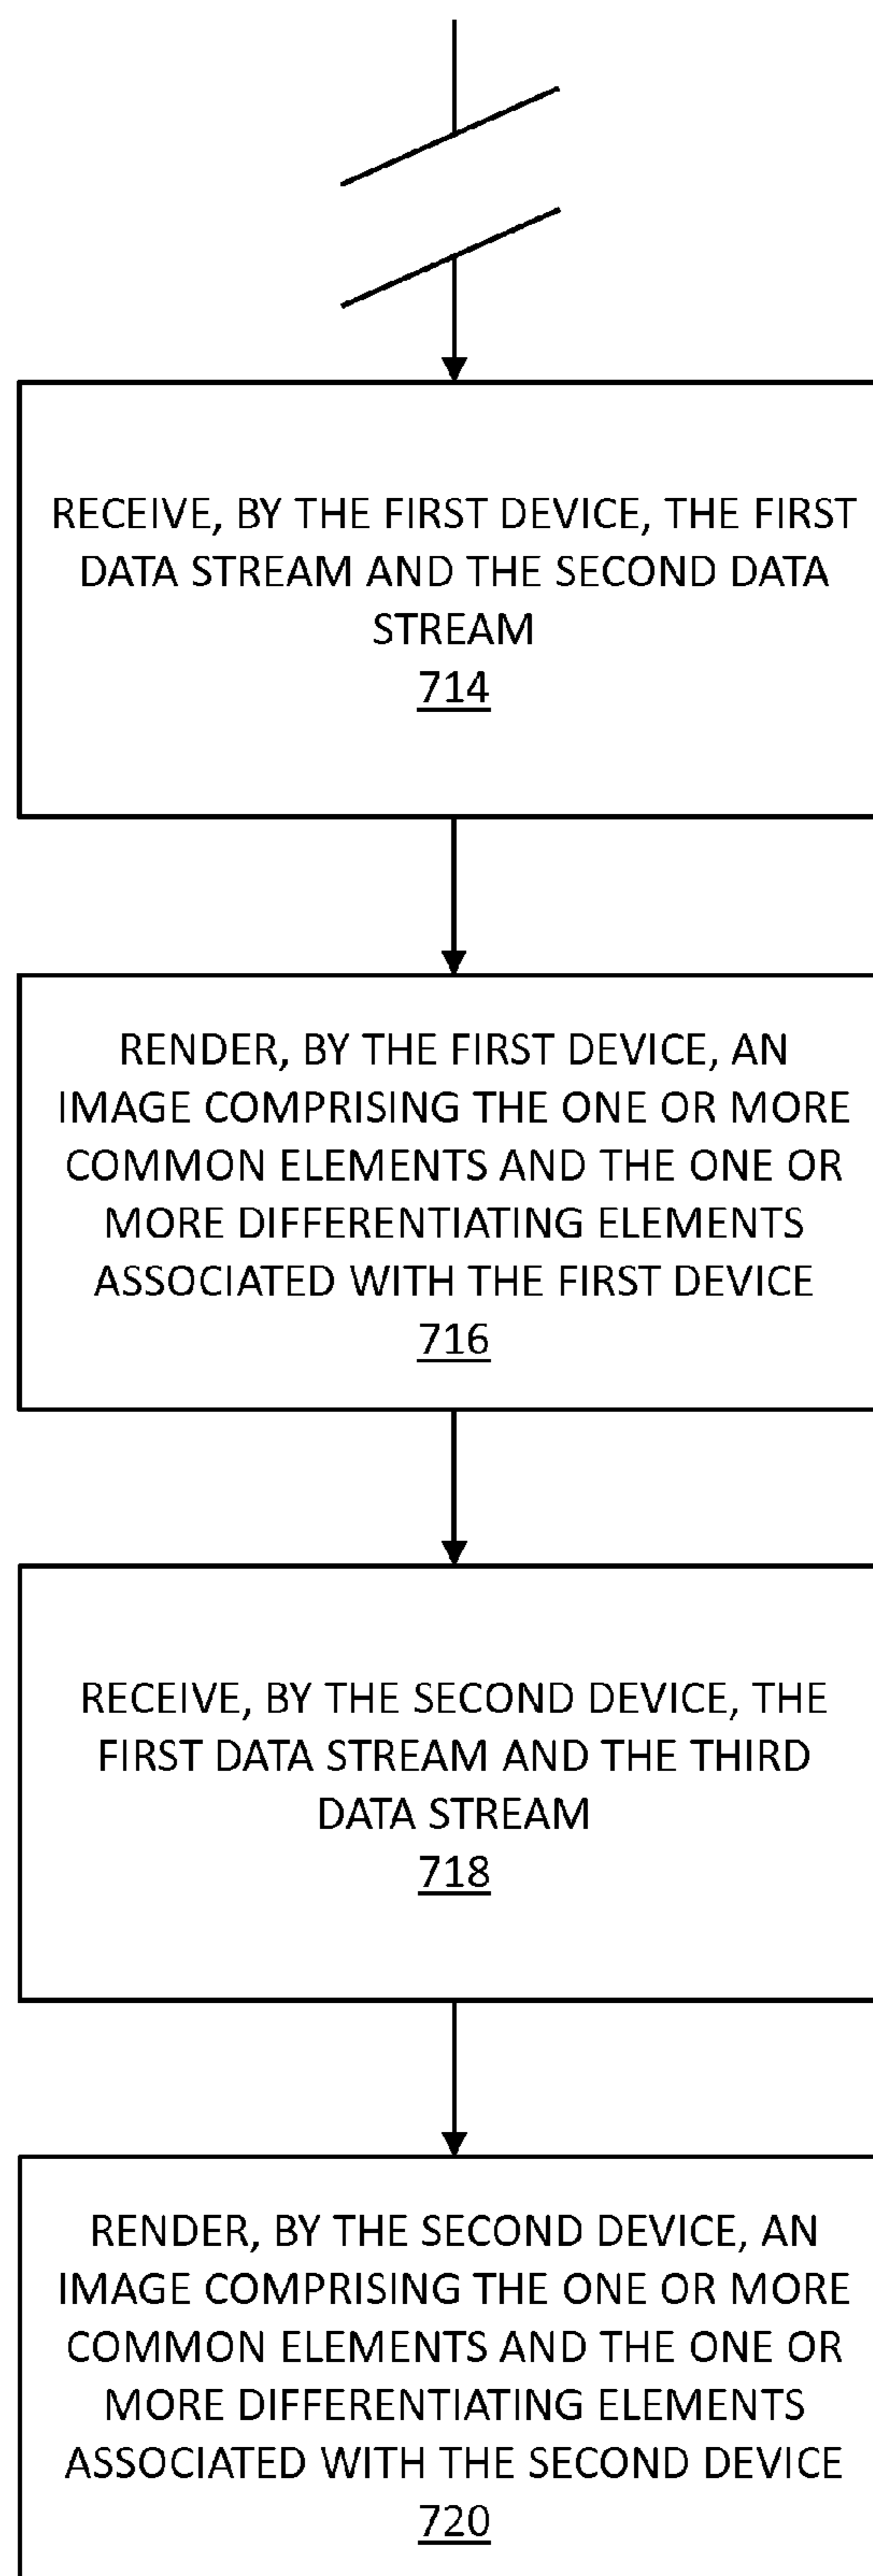 RECEIVE, BY THE FIRST DEVICE, THE FIRST
DATA STREAM AND THE SECOND DATA
STREAM
714
RENDER, BY THE FIRST DEVICE, AN
IMAGE COMPRISING THE ONE OR MORE
COMMON ELEMENTS AND THE ONE OR
MORE DIFFERENTIATING ELEMENTS
ASSOCIATED WITH THE FIRST DEVICE
716
RECEIVE, BY THE SECOND DEVICE, THE
FIRST DATA STREAM AND THE THIRD
DATA STREAM
718
RENDER, BY THE SECOND DEVICE, AN
IMAGE COMPRISING THE ONE OR MORE
COMMON ELEMENTS AND THE ONE OR
MORE DIFFERENTIATING ELEMENTS
ASSOCIATED WITH THE SECOND DEVICE
720